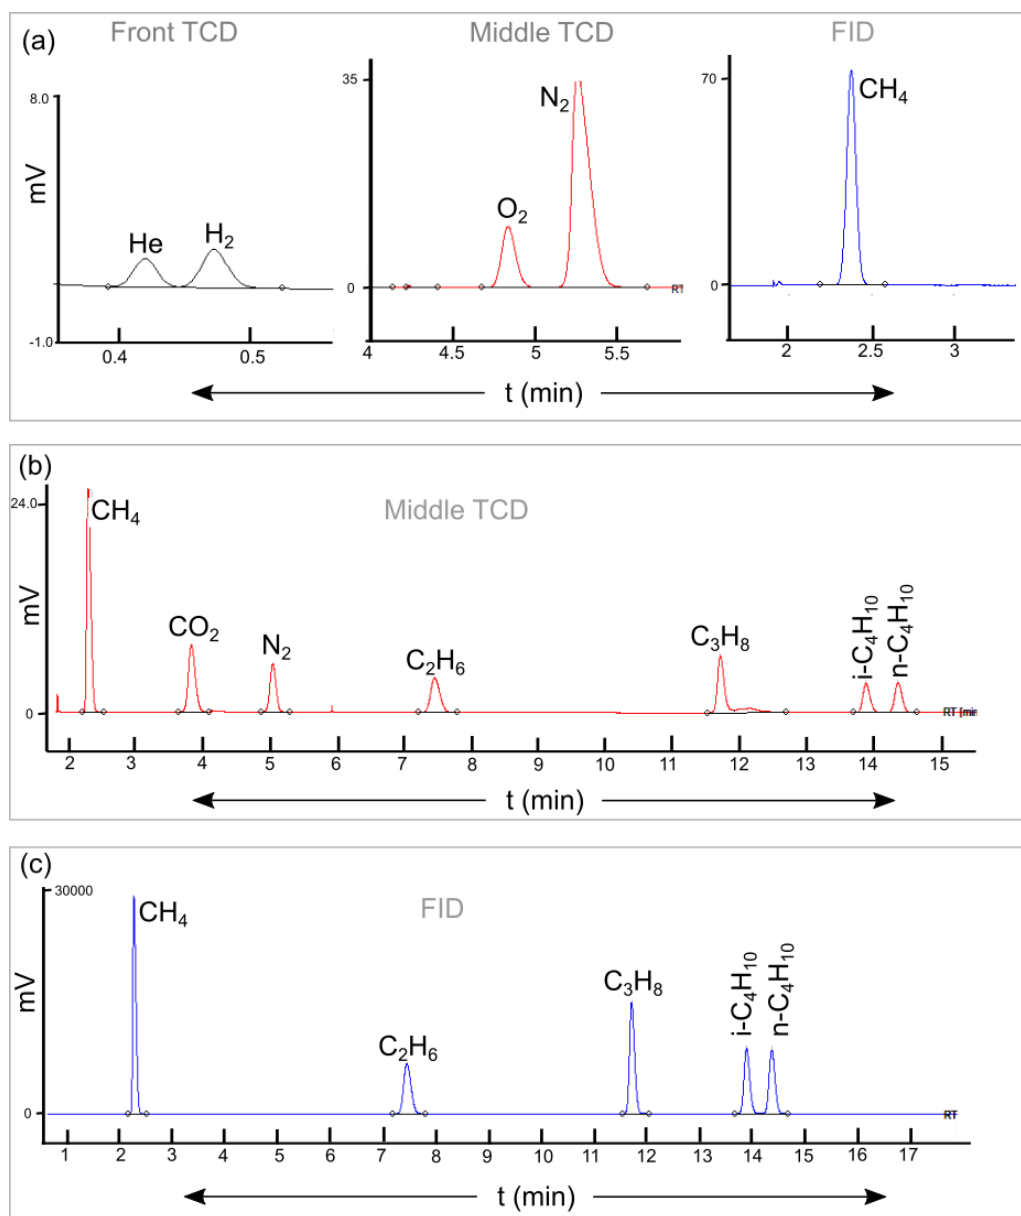 (a)
Front TCD
Middle TCD
FID
8.0
mV
-1.0
He
H2
0.4
0.5
35
0
O2
N2
RT
4
4.5
5
5.5
70
0
CH4
2
2.5
3
t (min)
(b)
Middle TCD
24.0
mV
0
CH4
CO2
N2
C2H6
C3H8
i-C4H10
n-C4H10
RT [min
2 3 4 5 6 7 8 9 10 11 12 13 14 15
t (min)
(c)
FID
30000
mV
0
CH4
C2H6
C3H8
i-C4H10
n-C4H10
RT
1 2 3 4 5 6 7 8 9 10 11 12 13 14 15 16 17
t (min)